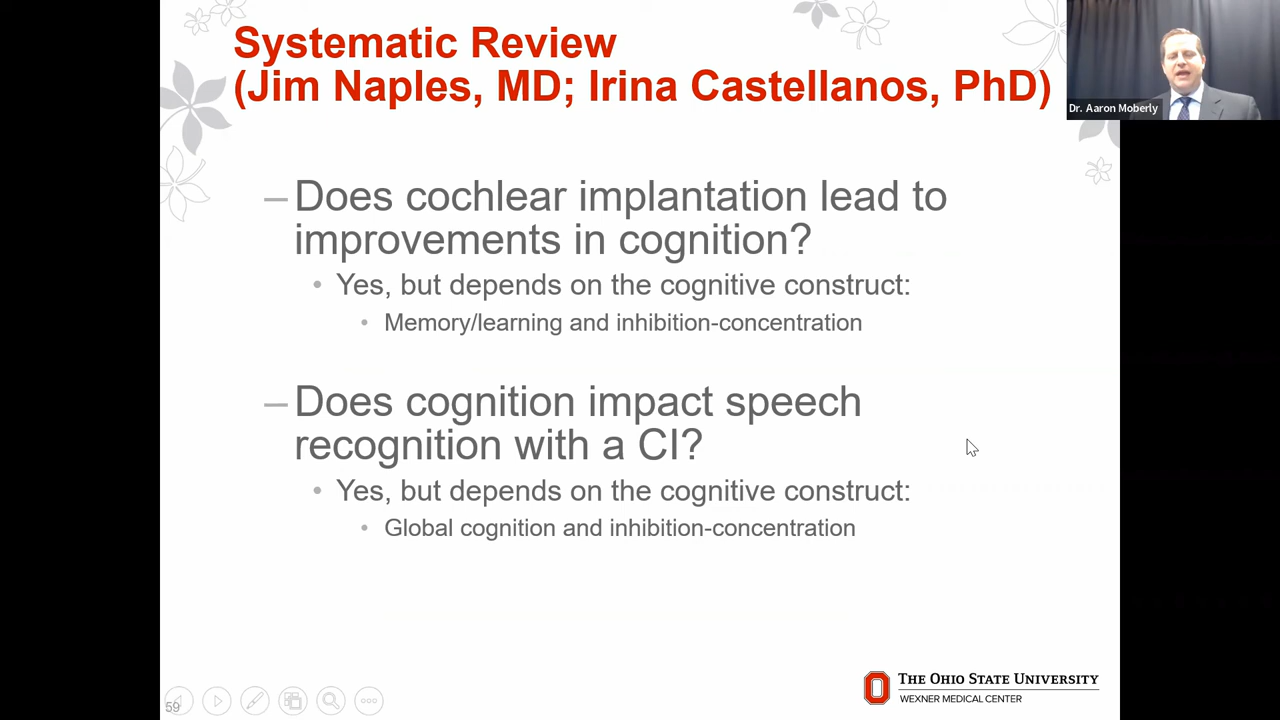 Systematic Review
(Jim Naples, MD; Irina Castellanos, PhD)
Dr. Aaron Moberly
– Does cochlear implantation lead to
improvements in cognition?
• Yes, but depends on the cognitive construct:
• Memory/learning and inhibition-concentration
– Does cognition impact speech
recognition with a CI?
• Yes, but depends on the cognitive construct:
• Global cognition and inhibition-concentration
THE OHIO STATE UNIVERSITY
WEXNER MEDICAL CENTER
59